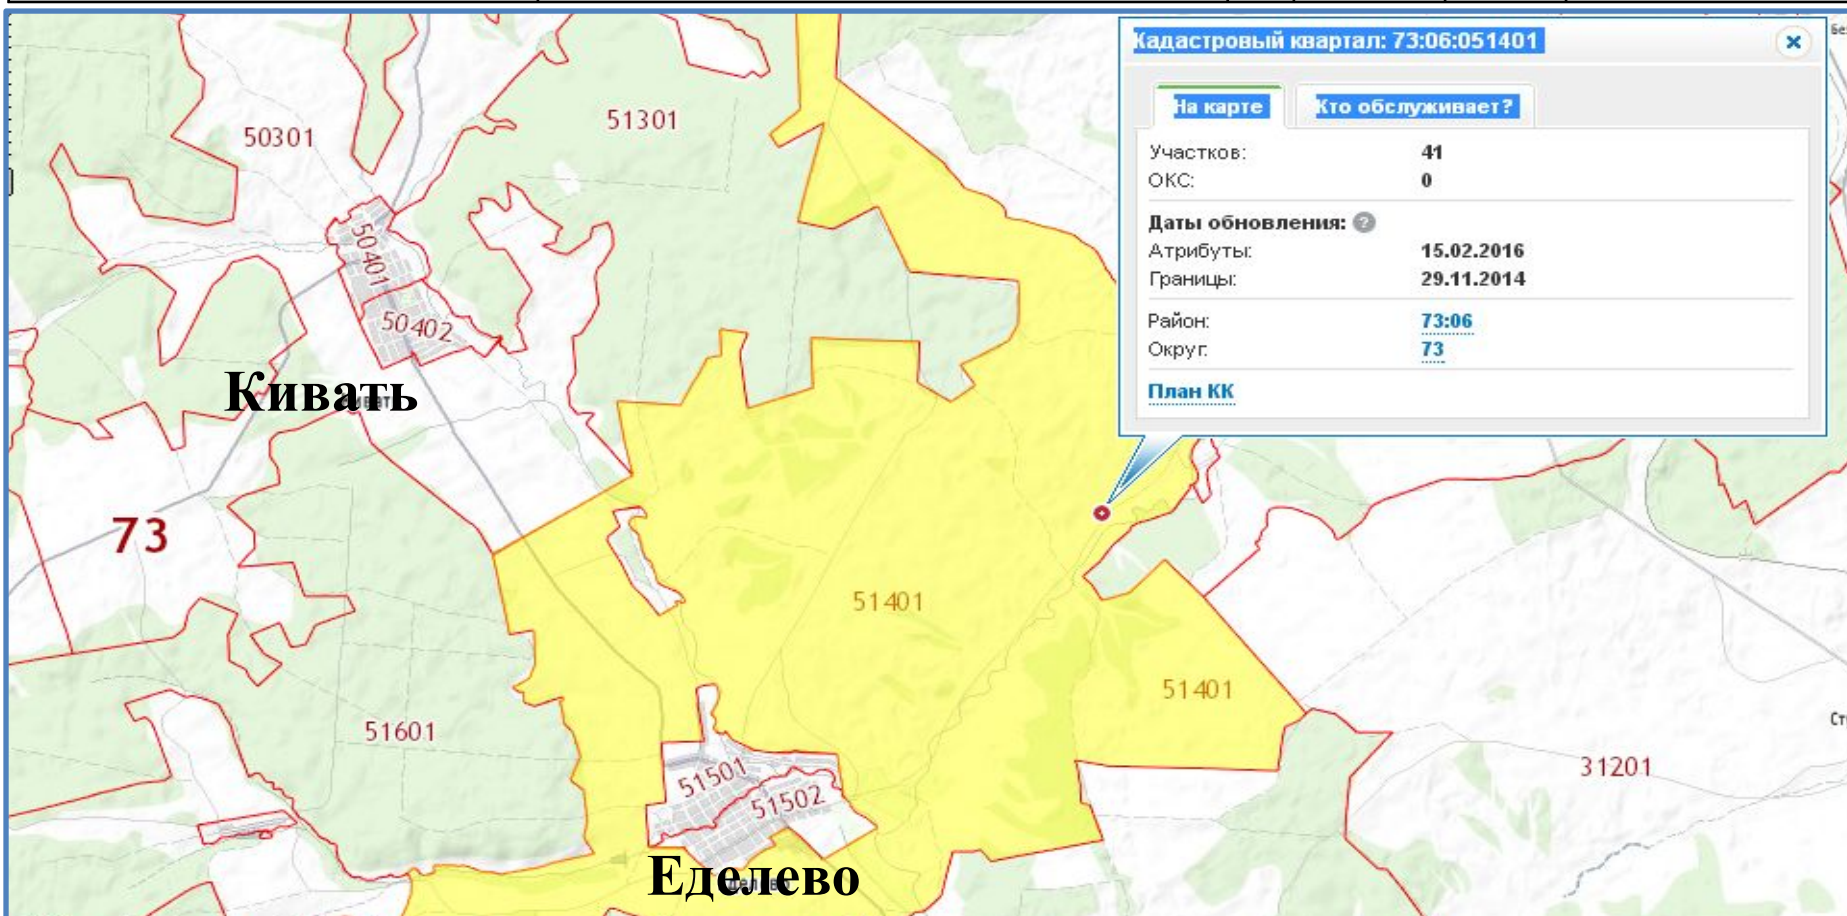 Кадастровый квартал: 73:06:051401
На карте
Кто обслуживает?
Участков: 41
ОКС: 0
Даты обновления: ?
Атрибуты: 15.02.2016
Границы: 29.11.2014
Район: 73:06
Округ: 73
План КК
50301
51301
50401
50402
Кивать
73
51401
51401
51601
51501
51502
31201
Еделево
Ст